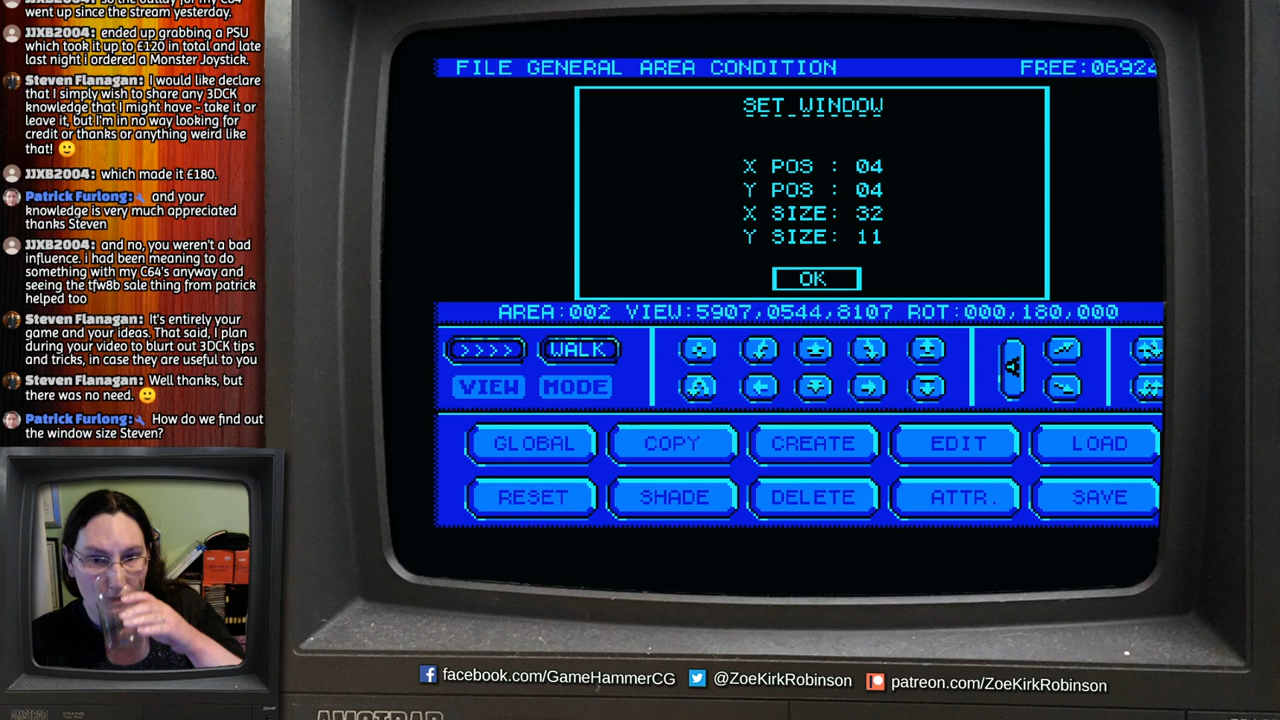 went up since the stream yesterday.
JJXB2004: ended up grabbing a PSU
which took it up to £120 in total and late
last night i ordered a Monster Joystick.
Steven Flanagan: I would like declare
that I simply wish to share any 3DCK
knowledge that I might have - take it or
leave it, but I'm in no way looking for
credit or thanks or anything weird like
that! 🙂
JJXB2004: which made it £180.
Patrick Furlong: and your
knowledge is very much appreciated
thanks Steven
JJXB2004: and no, you weren't a bad
influence. i had been meaning to do
something with my C64's anyway and
seeing the tfw8b sale thing from patrick
helped too
Steven Flanagan: It's entirely your
game and your ideas. That said, I plan
during your video to blurt out 3DCK tips
and tricks, in case they are useful to you
Steven Flanagan: Well thanks, but
there was no need. 🙂
Patrick Furlong: How do we find out
the window size Steven?
FILE GENERAL AREA CONDITION FREE:06924
SET WINDOW
X POS : 04
Y POS : 04
X SIZE: 32
Y SIZE: 11
OK
AREA:002 VIEW:5907,0544,8107 ROT:000,180,000
>>>> WALK
VIEW MODE
A
GLOBAL COPY CREATE EDIT LOAD
RESET SHADE DELETE ATTR. SAVE
facebook.com/GameHammerCG @ZoeKirkRobinson patreon.com/ZoeKirkRobinson